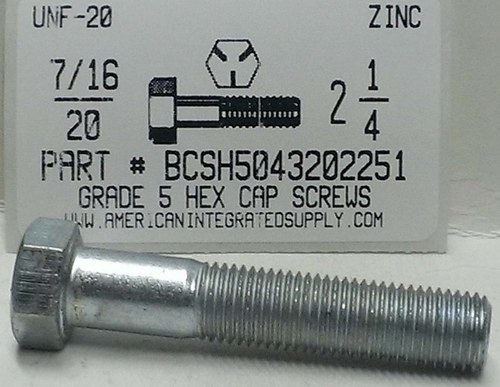 UNF-20 ZINC
7/16 20 2 1/4
PART # BCSH5043202251
GRADE 5 HEX CAP SCREWS
WWW.AMERICANINTEGRATEDSUPPLY.COM